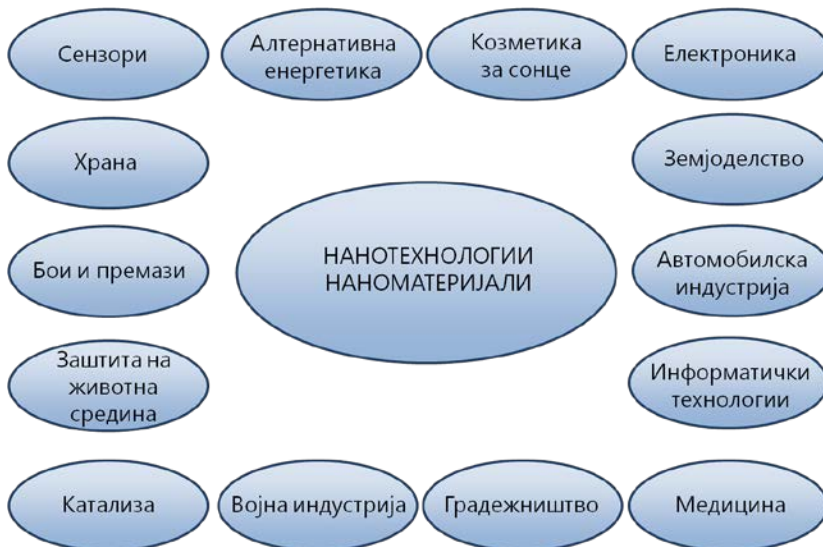 Сензори
Алтернативна
енергетика
Козметика
за сонце
Електроника
Храна
Земјоделство
НАНОТЕХНОЛОГИИ
НАНОМАТЕРИЈАЛИ
Бои и премази
Автомобилска
индустрија
Заштита на
животна
средина
Информатички
технологии
Катализа
Војна индустрија
Градежништво
Медицина